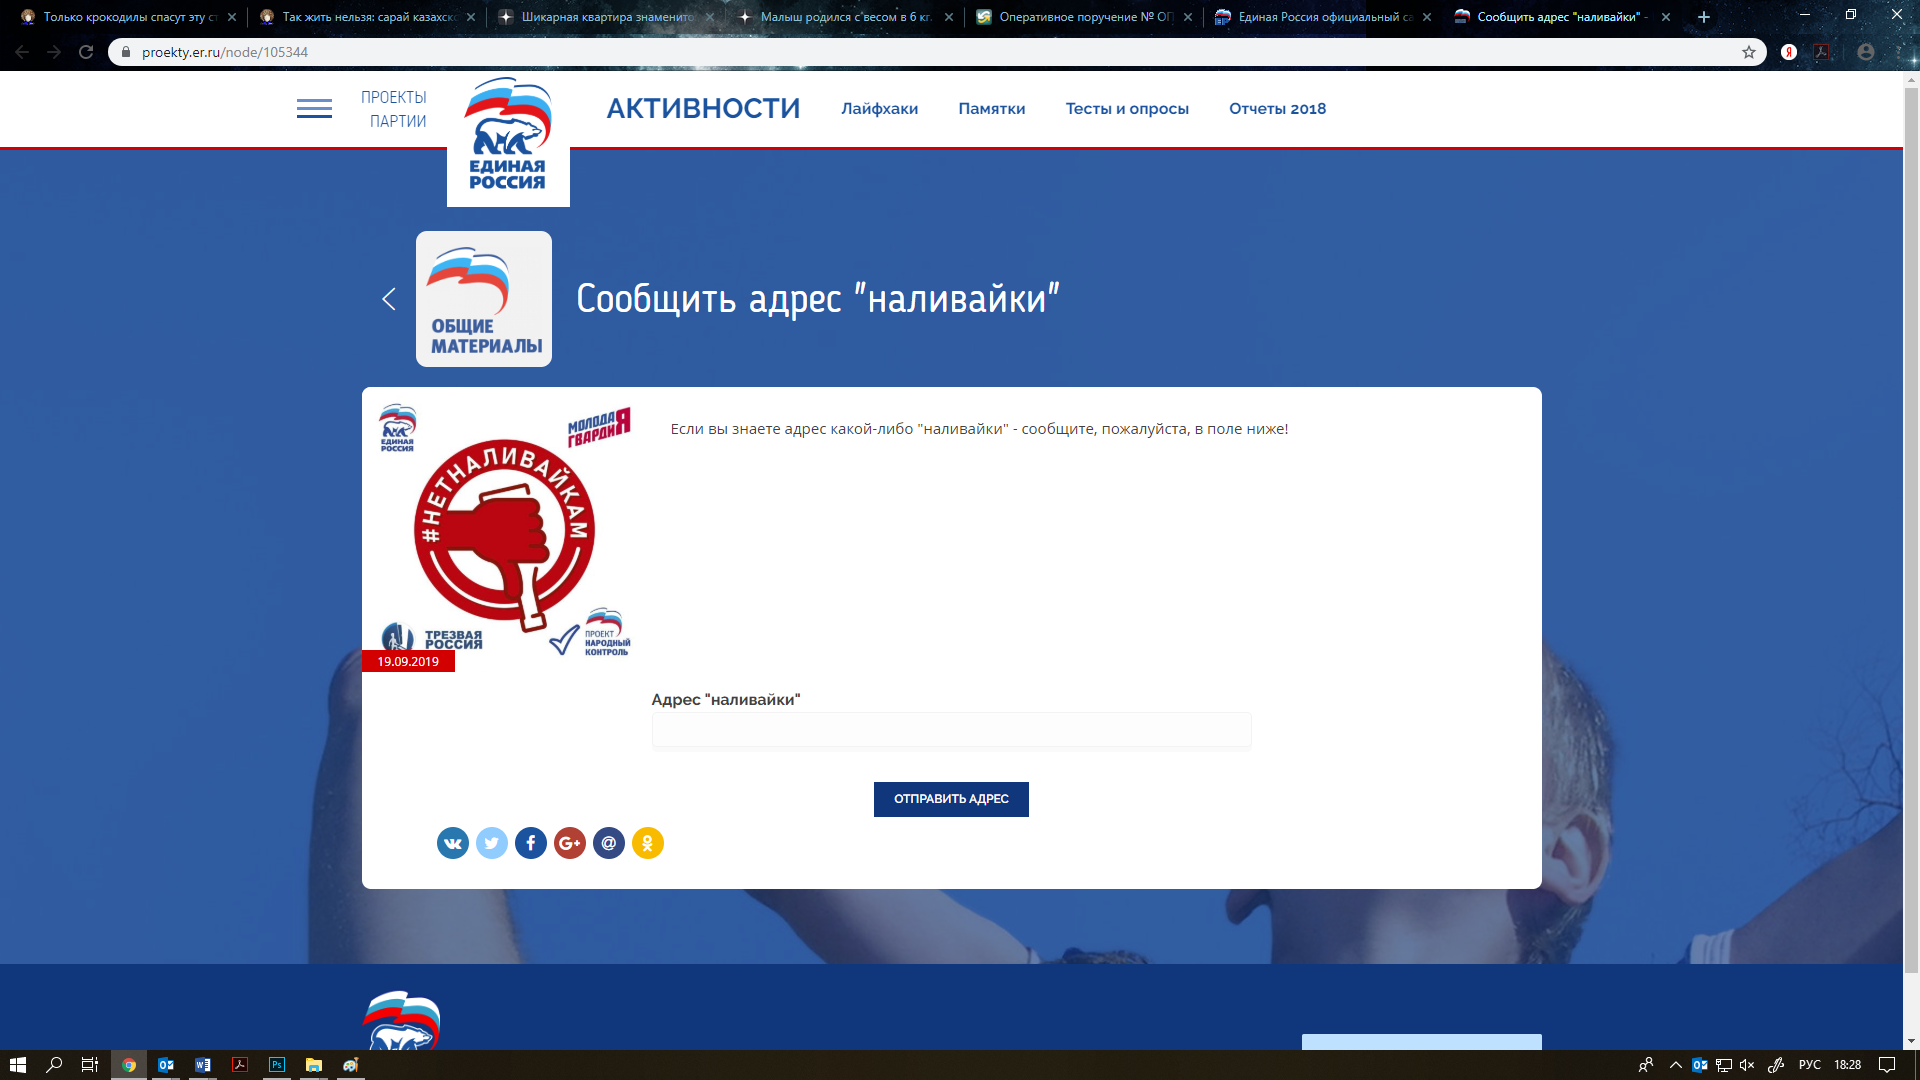 Только крокодилы спасут эту ст
Так жить нельзя: сарай казахско
Шикарная квартира знаменито
Малыш родился с весом в 6 кг.
Оперативное поручение № ОП
Единая Россия официальный са
Сообщить адрес "наливайки" -
proekty.er.ru/node/105344
ПРОЕКТЫ
ПАРТИИ
ЕДИНАЯ
РОССИЯ
АКТИВНОСТИ
Лайфхаки
Памятки
Тесты и опросы
Отчеты 2018
ОБЩИЕ
МАТЕРИАЛЫ
Сообщить адрес "наливайки"
ЕДИНАЯ
РОССИЯ
МОЛОДАЯ
ГВАРДИЯ
#НЕТНАЛИВАЙКАМ
ТРЕЗВАЯ
РОССИЯ
ПРОЕКТ
НАРОДНЫЙ
КОНТРОЛЬ
19.09.2019
Если вы знаете адрес какой-либо "наливайки" - сообщите, пожалуйста, в поле ниже!
Адрес "наливайки"
ОТПРАВИТЬ АДРЕС
РУС
18:28